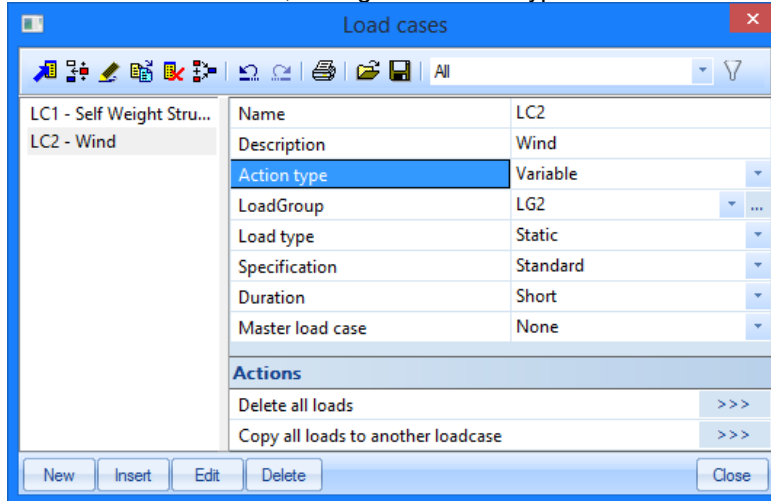 Load cases
All
LC1 - Self Weight Stru...
LC2 - Wind
Name LC2
Description Wind
Action type Variable
LoadGroup LG2 ...
Load type Static
Specification Standard
Duration Short
Master load case None
Actions
Delete all loads >>>
Copy all loads to another loadcase >>>
New Insert Edit Delete Close